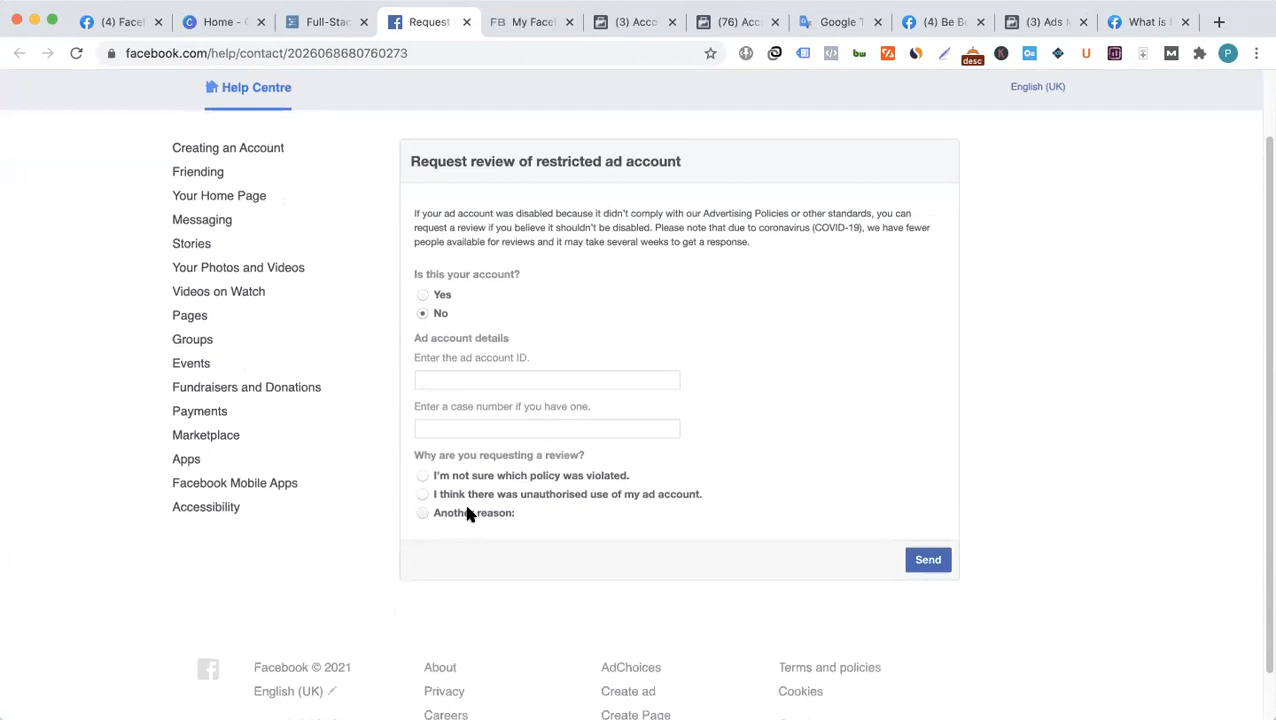 (4) Facel
Home - C
Full-Stac
Request
FB My Facel
(3) Acco
(76) Acc
Google T
(4) Be Bu
(3) Ads M
What is
facebook.com/help/contact/2026068680760273
desc
P
Help Centre
English (UK)
Creating an Account
Friending
Your Home Page
Messaging
Stories
Your Photos and Videos
Videos on Watch
Pages
Groups
Events
Fundraisers and Donations
Payments
Marketplace
Apps
Facebook Mobile Apps
Accessibility
Request review of restricted ad account
If your ad account was disabled because it didn't comply with our Advertising Policies or other standards, you can
request a review if you believe it shouldn't be disabled. Please note that due to coronavirus (COVID-19), we have fewer
people available for reviews and it may take several weeks to get a response.
Is this your account?
Yes
No
Ad account details
Enter the ad account ID.
Enter a case number if you have one.
Why are you requesting a review?
I'm not sure which policy was violated.
I think there was unauthorised use of my ad account.
Another reason:
Send
Facebook © 2021
English (UK)
About
Privacy
Careers
AdChoices
Create ad
Create Page
Terms and policies
Cookies